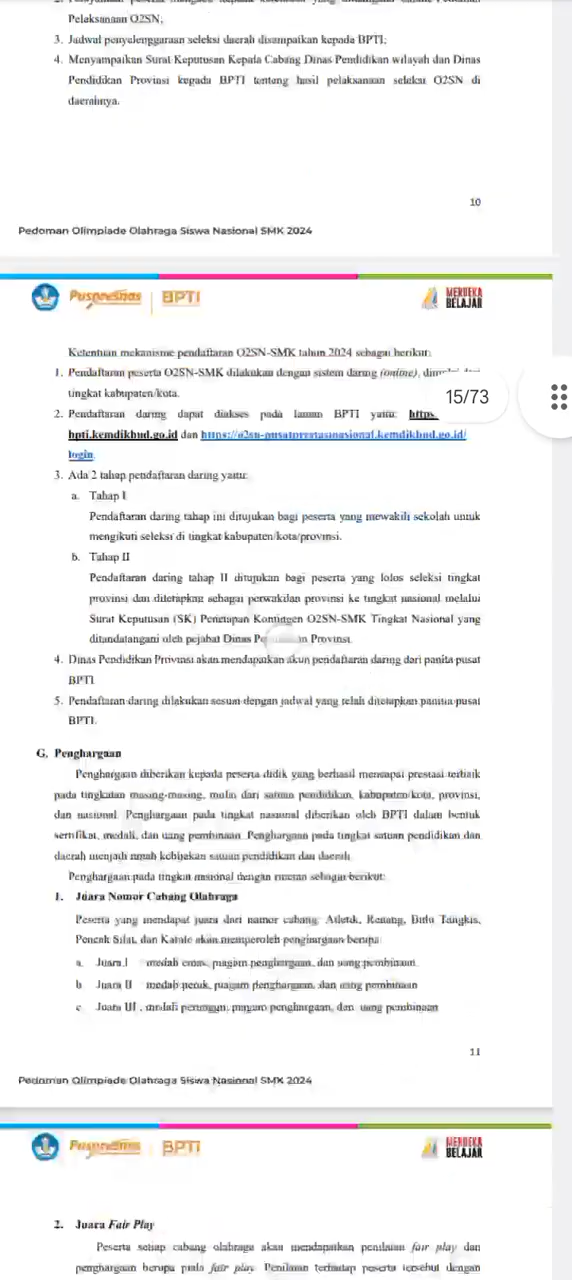 Pelaksanaan O2SN;
3. Jadwal penyelenggaraan seleksi daerah disampaikan kepada BPTI;
4. Menyampaikan Surat Keputusan Kepala Cabang Dinas Pendidikan wilayah dan Dinas
Pendidikan Provinsi kepada BPTI tentang hasil pelaksanaan seleksi O2SN di
daerahnya.
10
Pedoman Olimpiade Olahraga Siswa Nasional SMK 2024
Puspresnas BPTI MERDEKA BELAJAR
Ketentuan mekanisme pendaftaran O2SN-SMK tahun 2024 sebagai berikut:
1. Pendaftaran peserta O2SN-SMK dilakukan dengan sistem daring (online), dimulai dari
tingkat kabupaten/kota.
15/73
2. Pendaftaran daring dapat diakses pada laman BPTI yaitu: https
bpti.kemdikbud.go.id dan https://o2sn-pusatprestasinasional.kemdikbud.go.id/
login
3. Ada 2 tahap pendaftaran daring yaitu:
a. Tahap I
Pendaftaran daring tahap ini ditujukan bagi peserta yang mewakili sekolah untuk
mengikuti seleksi di tingkat kabupaten/kota/provinsi.
b. Tahap II
Pendaftaran daring tahap II ditujukan bagi peserta yang lolos seleksi tingkat
provinsi dan ditetapkan sebagai perwakilan provinsi ke tingkat nasional melalui
Surat Keputusan (SK) Penetapan Kontingen O2SN-SMK Tingkat Nasional yang
ditandatangani oleh pejabat Dinas Provinsi.
4. Dinas Pendidikan Provinsi akan mendapatkan akun pendaftaran daring dari panita pusat
BPTI
5. Pendaftaran daring dilakukan sesuai dengan jadwal yang telah ditetapkan panitia pusat
BPTI.
G. Penghargaan
Penghargaan diberikan kepada peserta didik yang berhasil mencapai prestasi terbaik
pada tingkatan masing-masing, mulai dari satuan pendidikan, kabupaten/kota, provinsi,
dan nasional. Penghargaan pada tingkat nasional diberikan oleh BPTI dalam bentuk
sertifikat, medali, dan uang pembinaan. Penghargaan pada tingkat satuan pendidikan dan
daerah menjadi ranah kebijakan satuan pendidikan dan daerah.
Penghargaan pada tingkat nasional dengan rincian sebagai berikut:
1. Juara Nomor Cabang Olahraga
Peserta yang mendapat juara dari nomor cabang: Atletik, Renang, Bulu Tangkis,
Pencak Silat, dan Karate akan memperoleh penghargaan berupa:
a. Juara I medali emas, piagam penghargaan, dan uang pembinaan
b. Juara II medali perak, piagam penghargaan, dan uang pembinaan
c. Juara III , medali perunggu, piagam penghargaan, dan uang pembinaan
11
Pedoman Olimpiade Olahraga Siswa Nasional SMK 2024
Puspresnas BPTI MERDEKA BELAJAR
2. Juara Fair Play
Peserta setiap cabang olahraga akan mendapatkan penilaian fair play dan
penghargaan berupa piala fair play. Penilaian terhadap peserta tersebut dengan